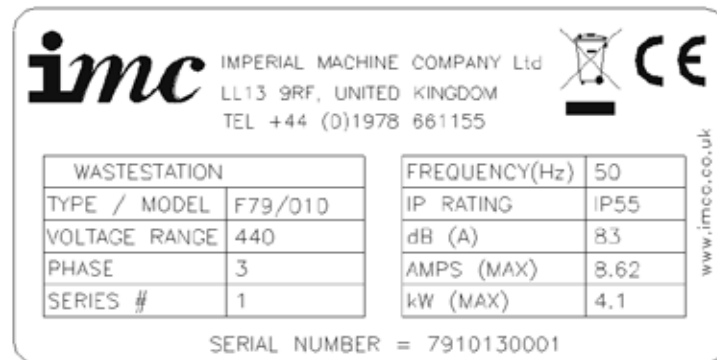 imc
IMPERIAL MACHINE COMPANY Ltd
LL13 9RF, UNITED KINGDOM
TEL +44 (0)1978 661155
CE
www.imco.co.uk
WASTESTATION
TYPE / MODEL F79/010
VOLTAGE RANGE 440
PHASE 3
SERIES # 1
FREQUENCY(Hz) 50
IP RATING IP55
dB (A) 83
AMPS (MAX) 8.62
kW (MAX) 4.1
SERIAL NUMBER = 7910130001